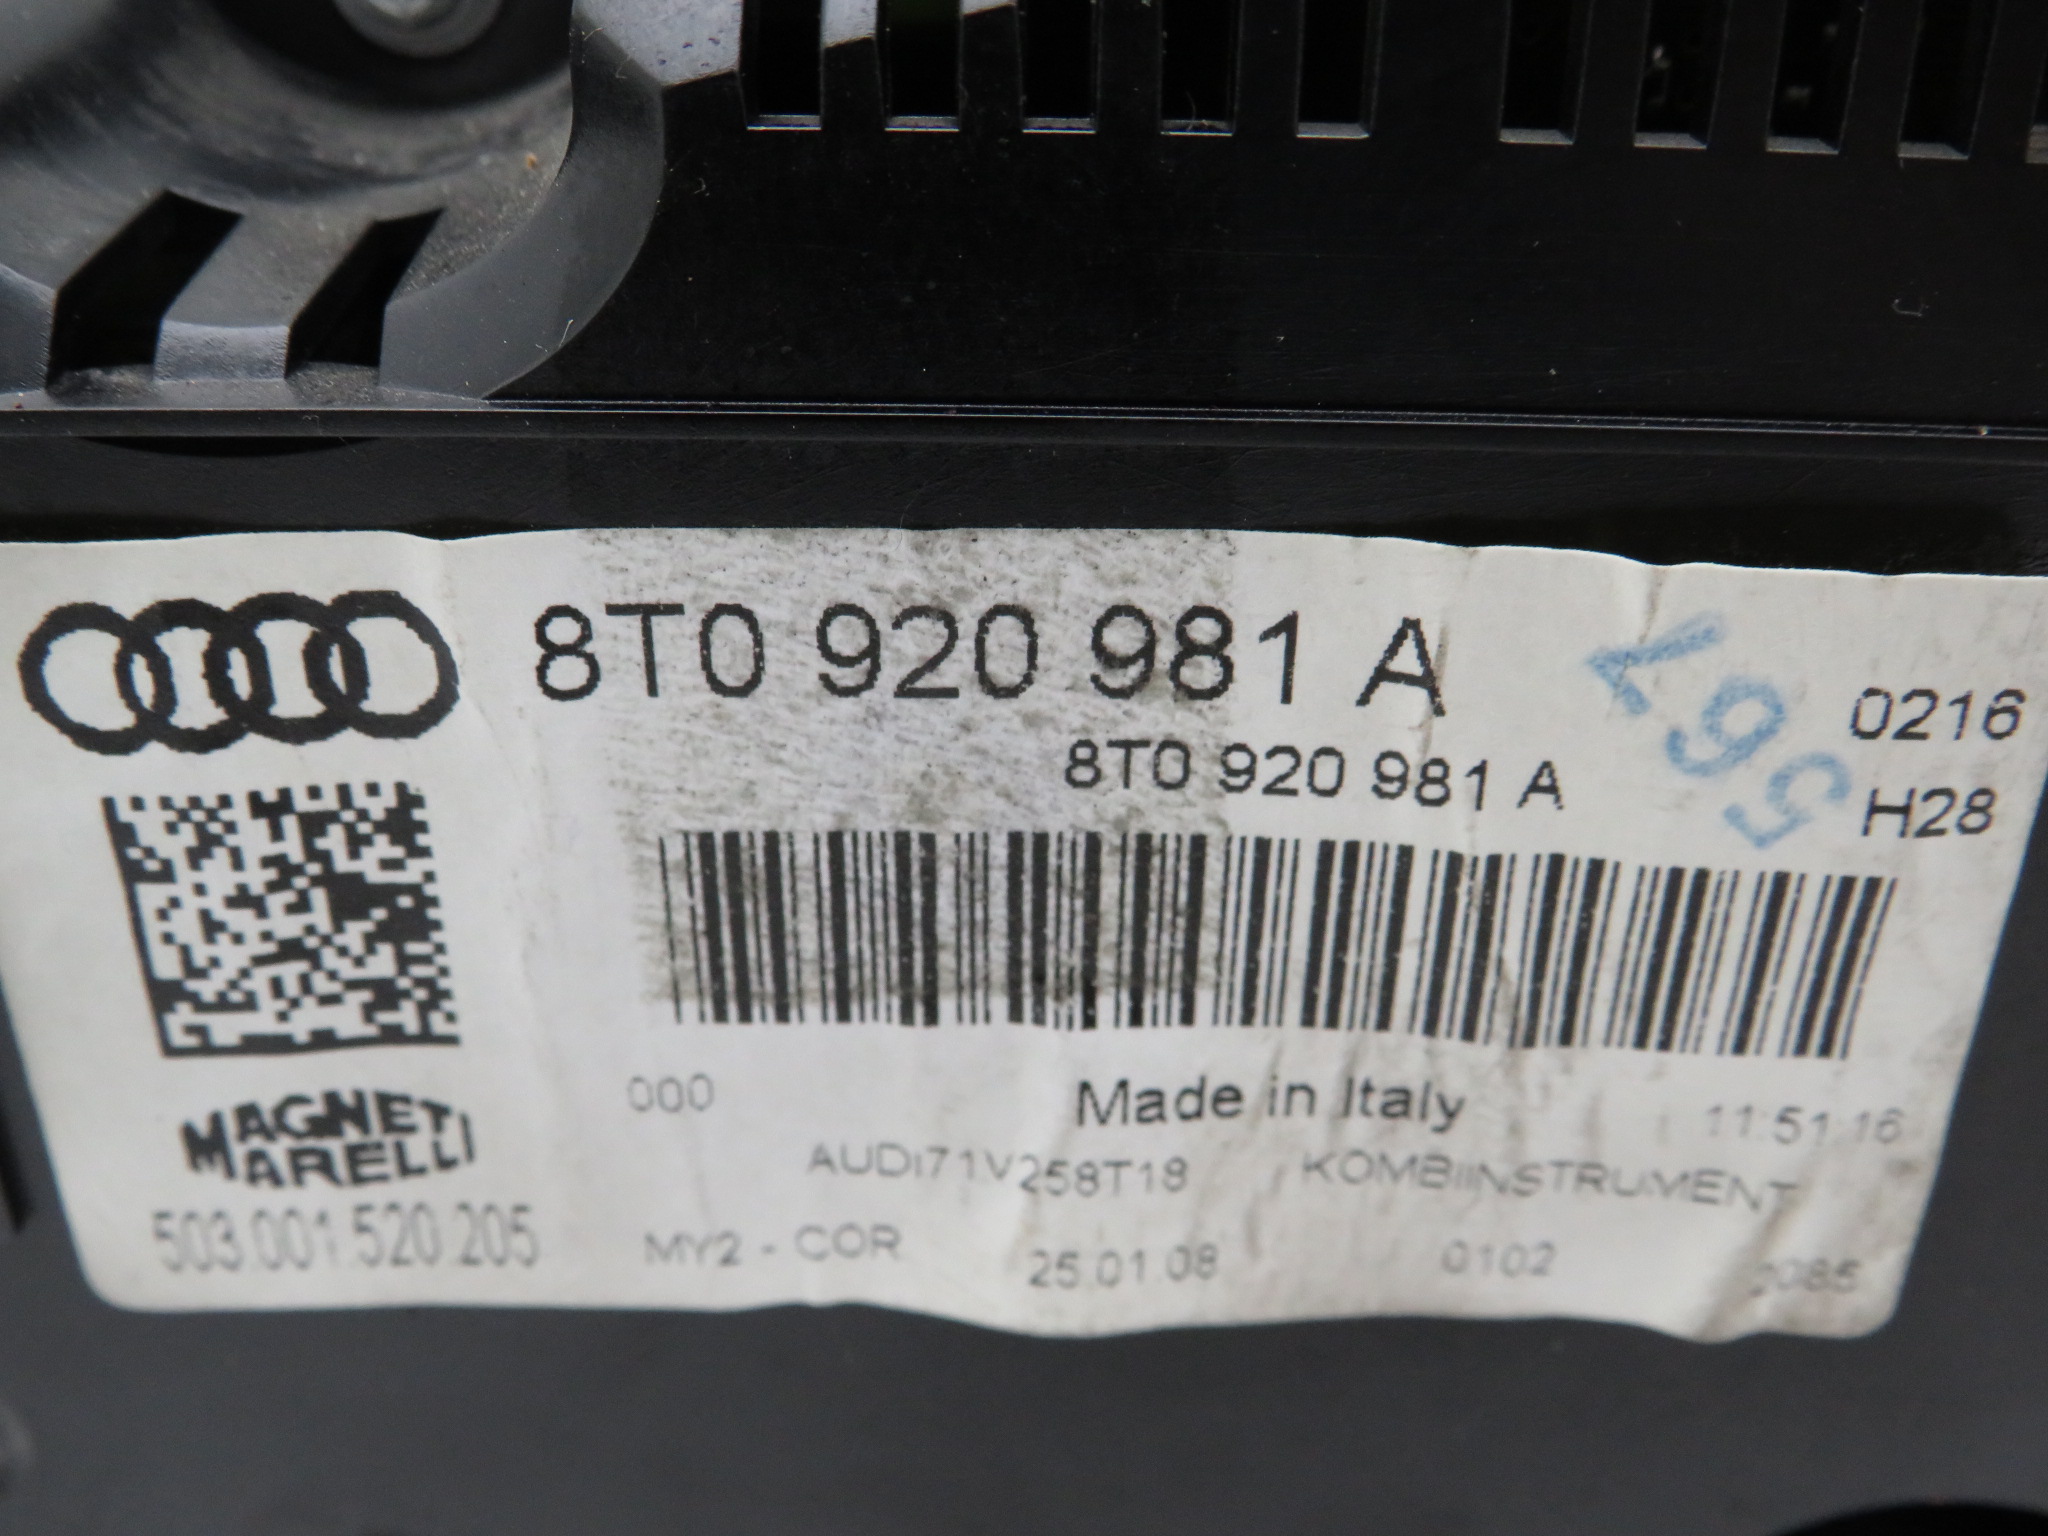 8T0 920 981 A
567
0216
8T0 920 981 A
H28
000
Made in Italy
11:51:16
MAGNETI
MARELLI
AUDI71V258T18
KOMBIINSTRUMENT
503.001.520.205
MY2 - COR
25.01.08
0102